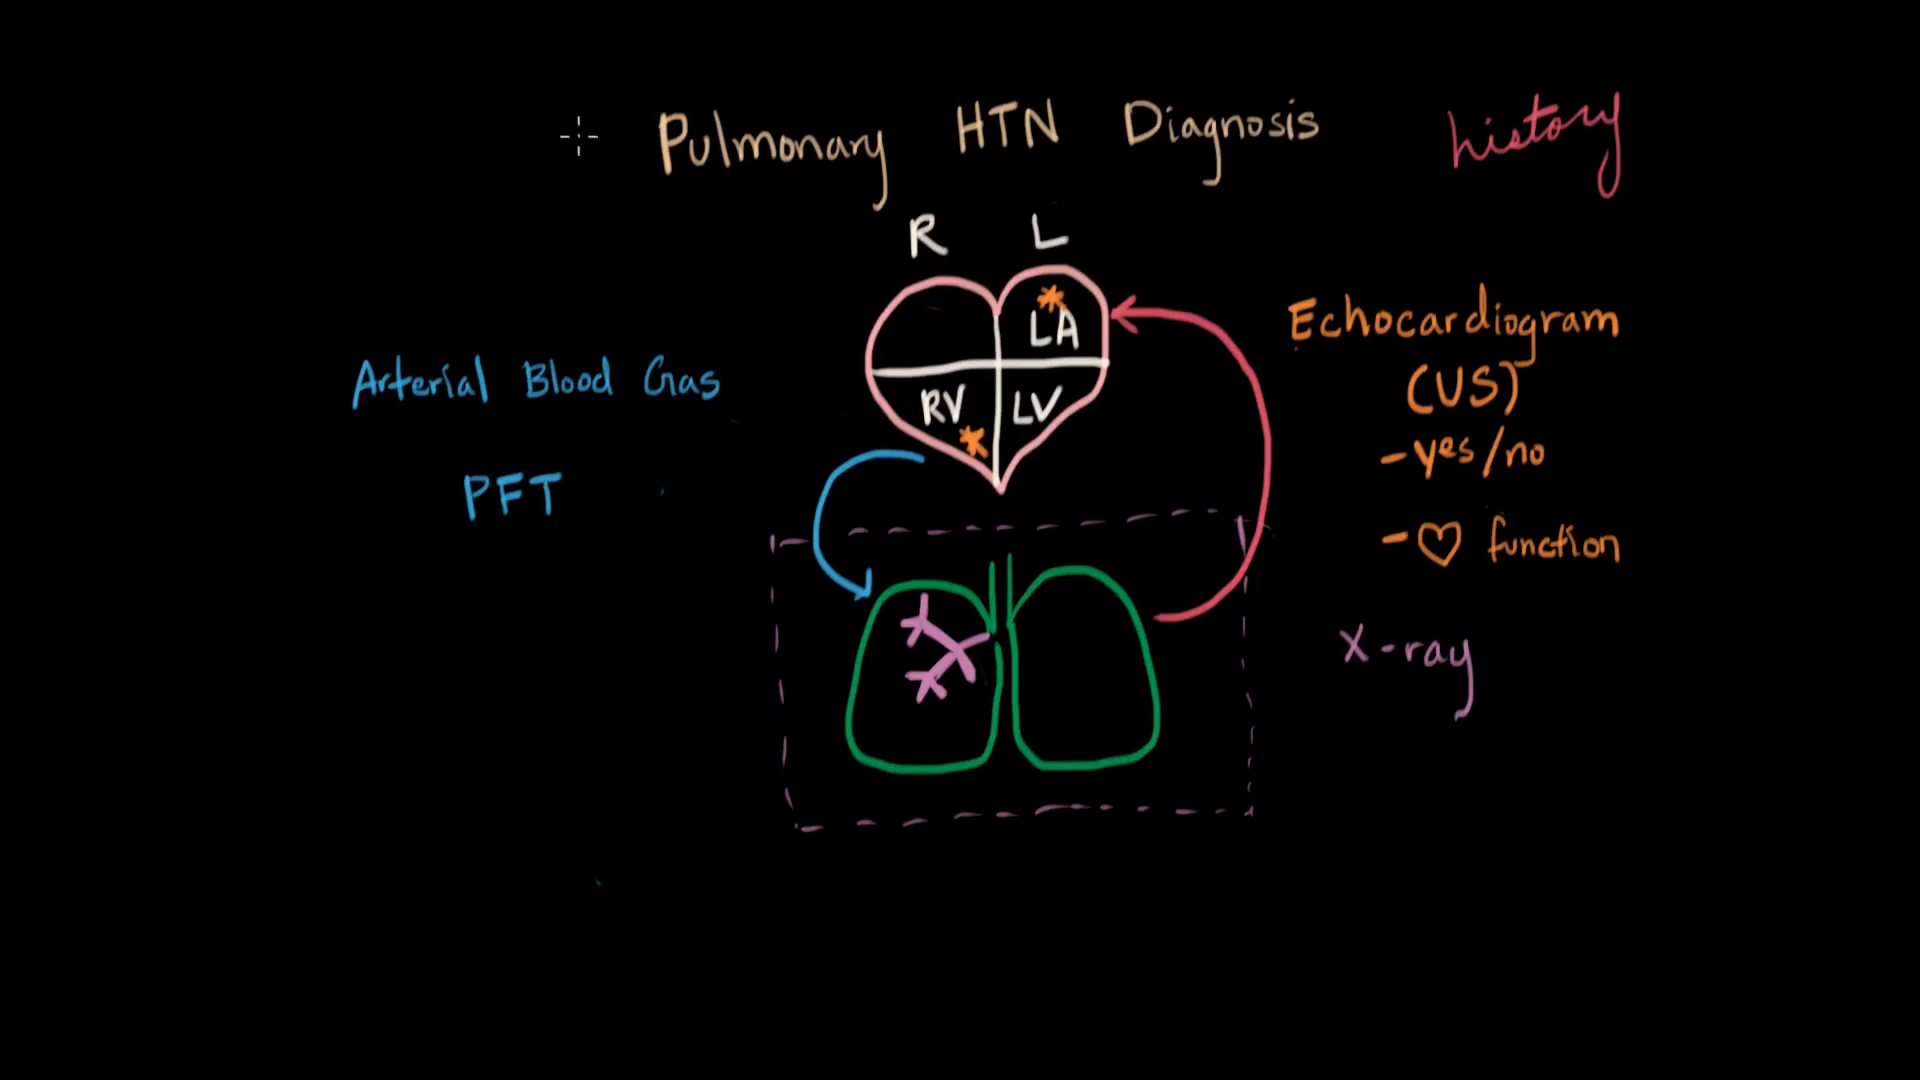 Pulmonary HTN Diagnosis history
R L
LA
RV LV
Arterial Blood Gas
PFT
Echocardiogram
(US)
- yes/no
- ♡ function
X-ray